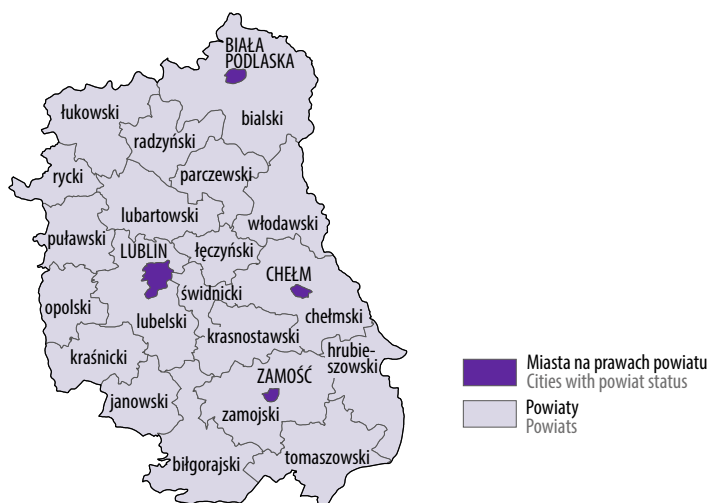 BIAŁA
PODLASKA
łukowski
bialski
radzyński
rycki
parczewski
lubartowski
włodawski
puławski
LUBLIN
łęczyński
CHEŁM
świdnicki
opolski
lubelski
chełmski
krasnostawski
kraśnicki
hrubie-
szowski
ZAMOŚĆ
janowski
zamojski
biłgorajski
tomaszowski
Miasta na prawach powiatu
Cities with powiat status
Powiaty
Powiats